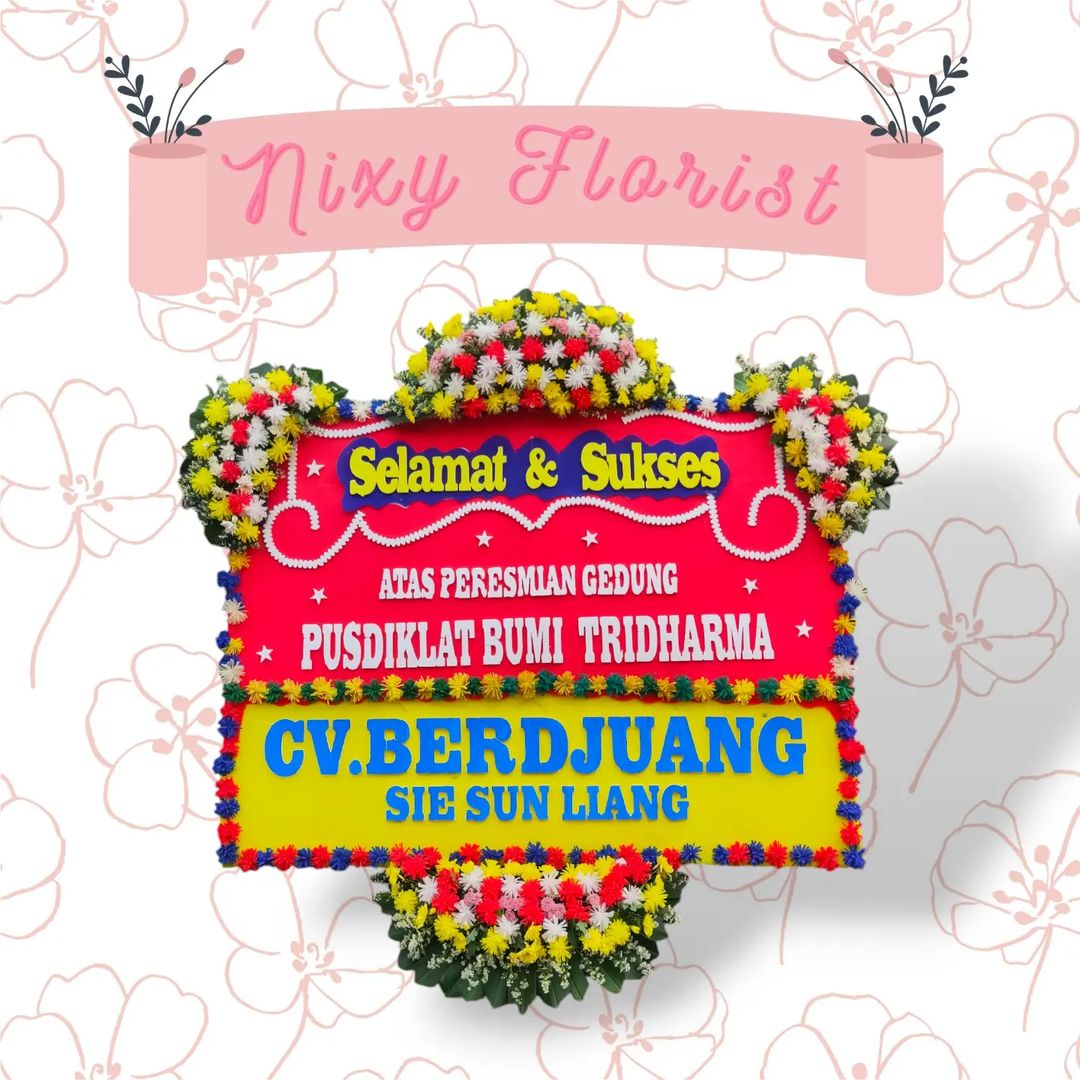 Nixy Florist
Selamat & Sukses
ATAS PERESMIAN GEDUNG
PUSDIKLAT BUMI TRIDHARMA
CV.BERDJUANG
SIE SUN LIANG